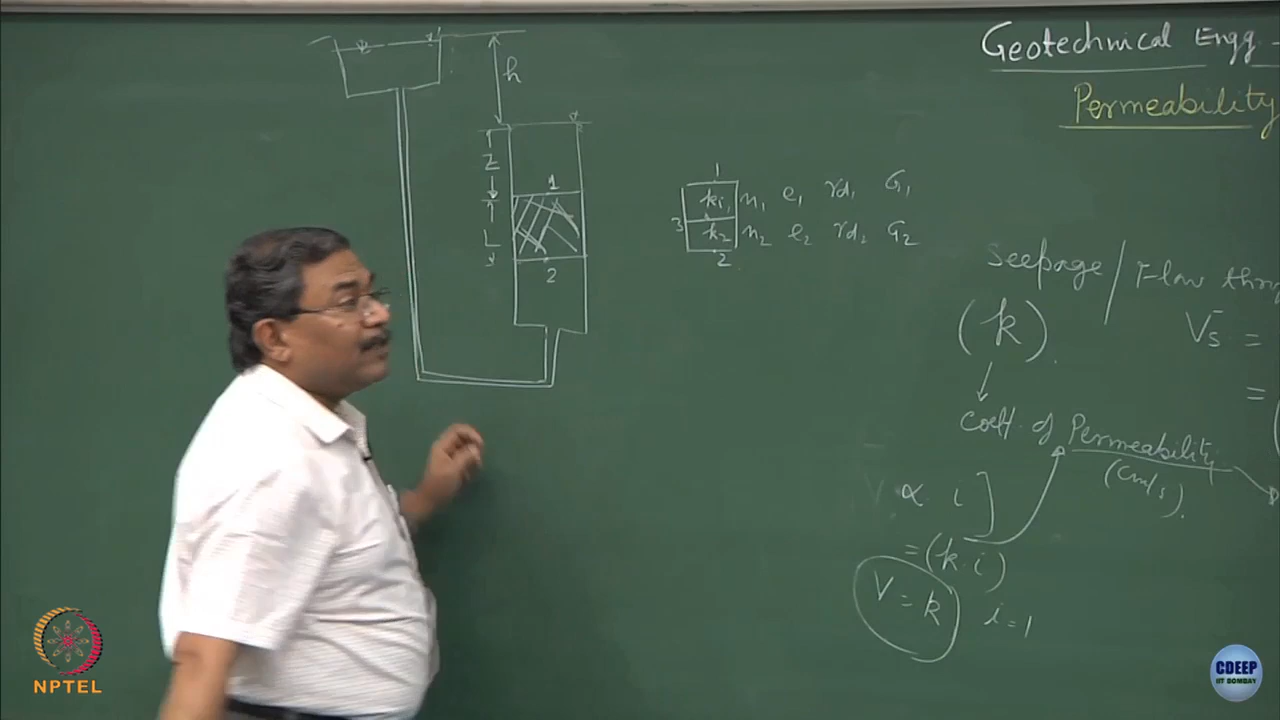 Geotechnical Engg -
Permeability
h
Z
1
L
2
1
k1 n1 e1 γd1 G1
3
k2 n2 e2 γd2 G2
2
Seepage / Flow thro
(k)
Vs =
=
Coeff. of Permeability
(cm/s)
V ∝ i
= (k · i)
V = k i = 1
NPTEL
CDEEP
IIT BOMBAY